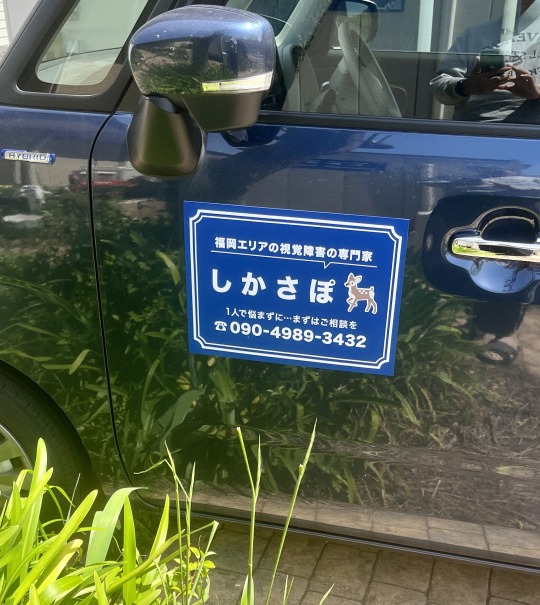 HYBRID
福岡エリアの視覚障害の専門家
しかさぽ
1人で悩まずに…まずはご相談を
☎090-4989-3432